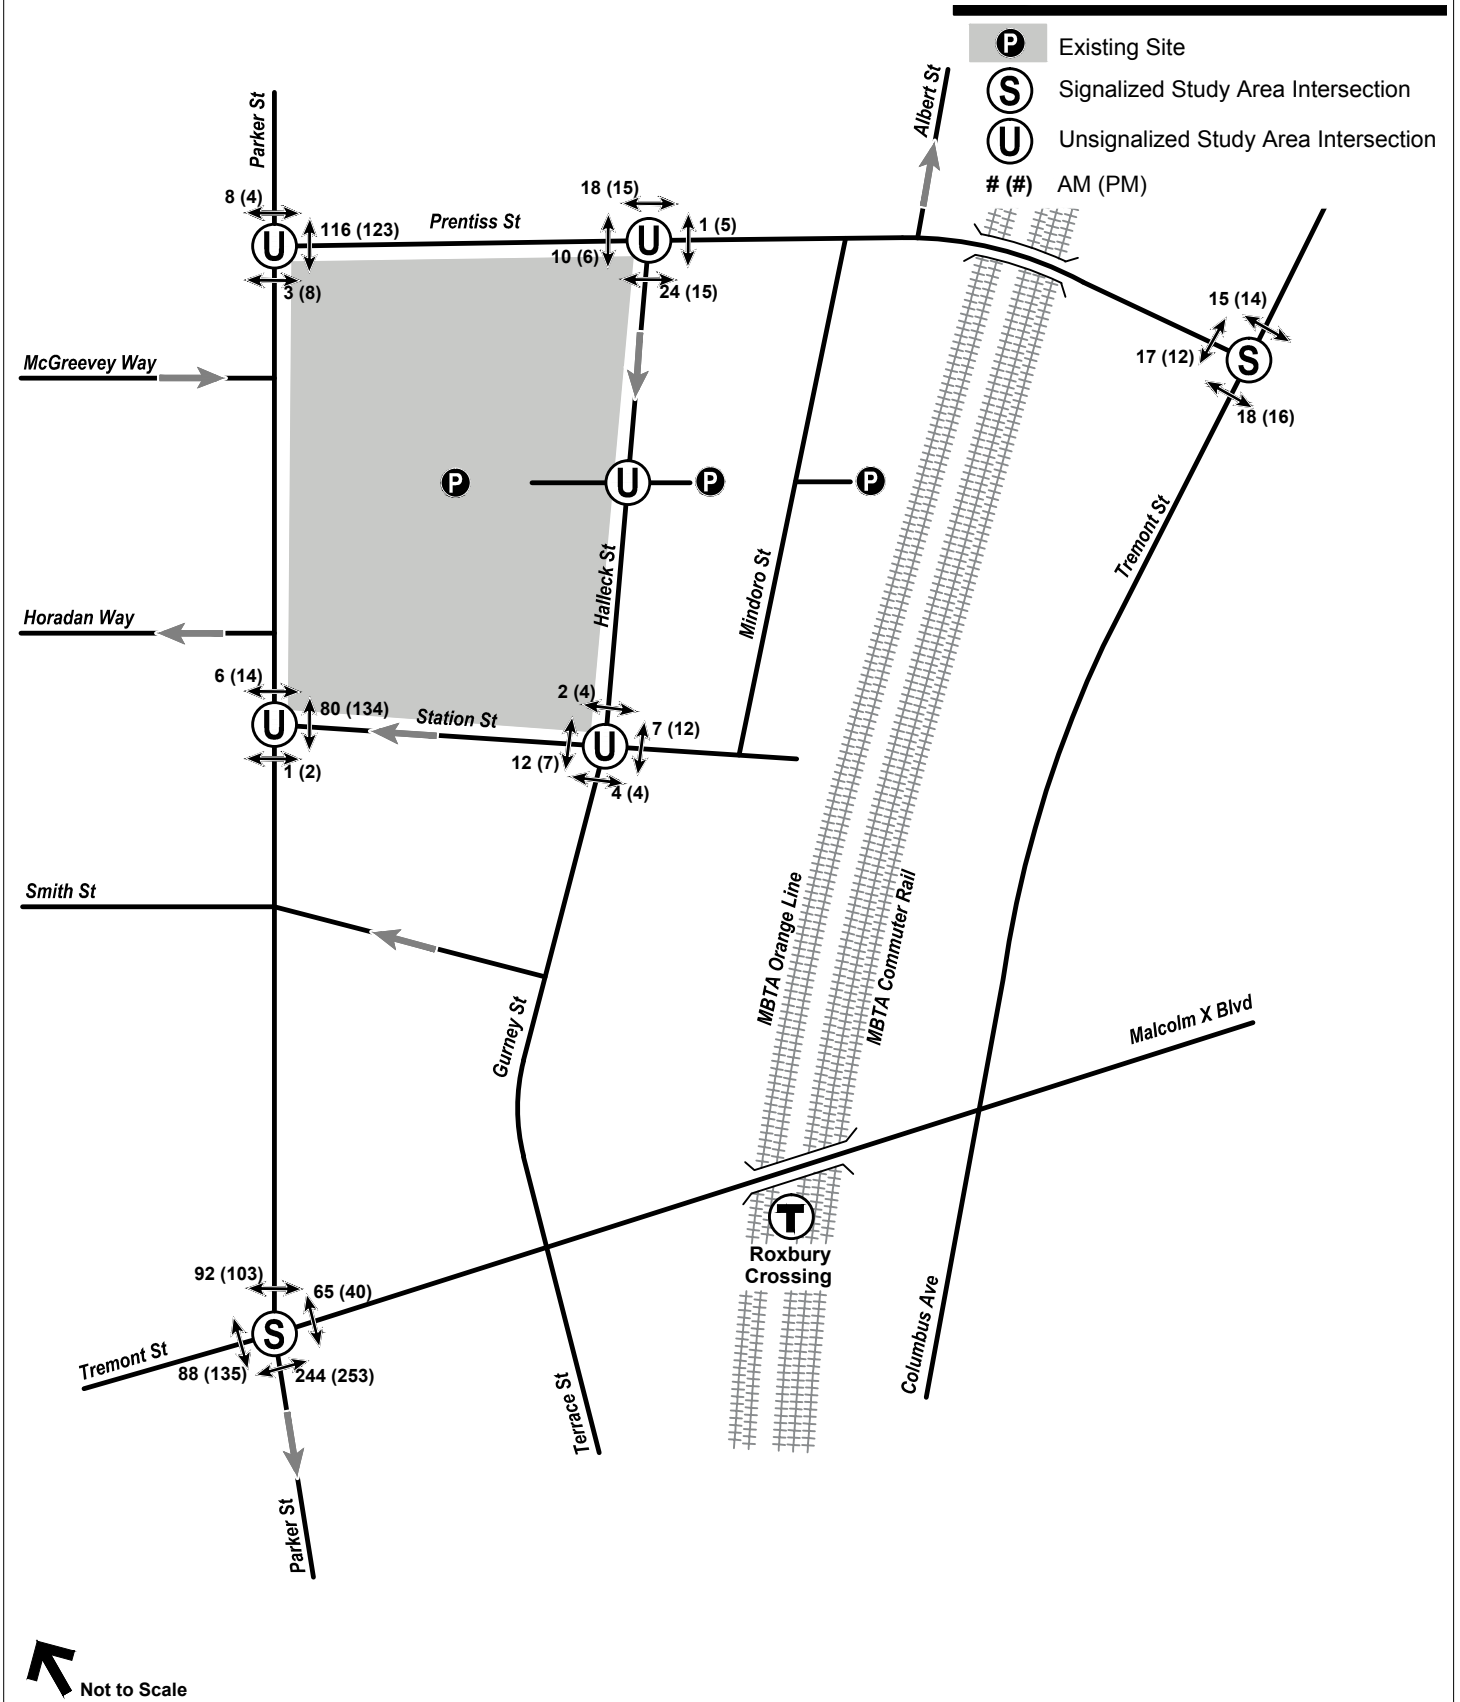 P Existing Site
S Signalized Study Area Intersection
U Unsignalized Study Area Intersection
# (#) AM (PM)
Albert St
Parker St
8 (4)
U
116 (123)
3 (8)
Prentiss St
18 (15)
10 (6)
U
1 (5)
24 (15)
15 (14)
17 (12)
S
18 (16)
McGreevey Way
P
U
P
P
Tremont St
Halleck St
Mindoro St
Horadan Way
6 (14)
U
80 (134)
1 (2)
Station St
2 (4)
7 (12)
U
12 (7)
4 (4)
Smith St
MBTA Orange Line
MBTA Commuter Rail
Gurney St
Malcolm X Blvd
T
Roxbury
Crossing
92 (103)
65 (40)
S
Tremont St
88 (135)
244 (253)
Columbus Ave
Terrace St
Parker St
Not to Scale